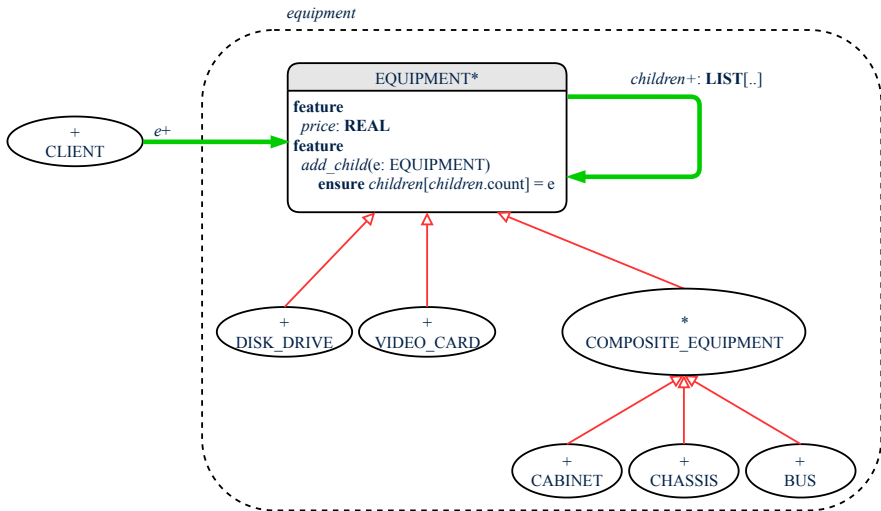 equipment
EQUIPMENT*
children+: LIST[..]
feature
price: REAL
feature
add_child(e: EQUIPMENT)
ensure children[children.count] = e
+
CLIENT
e+
+
DISK_DRIVE
+
VIDEO_CARD
*
COMPOSITE_EQUIPMENT
+
CABINET
+
CHASSIS
+
BUS